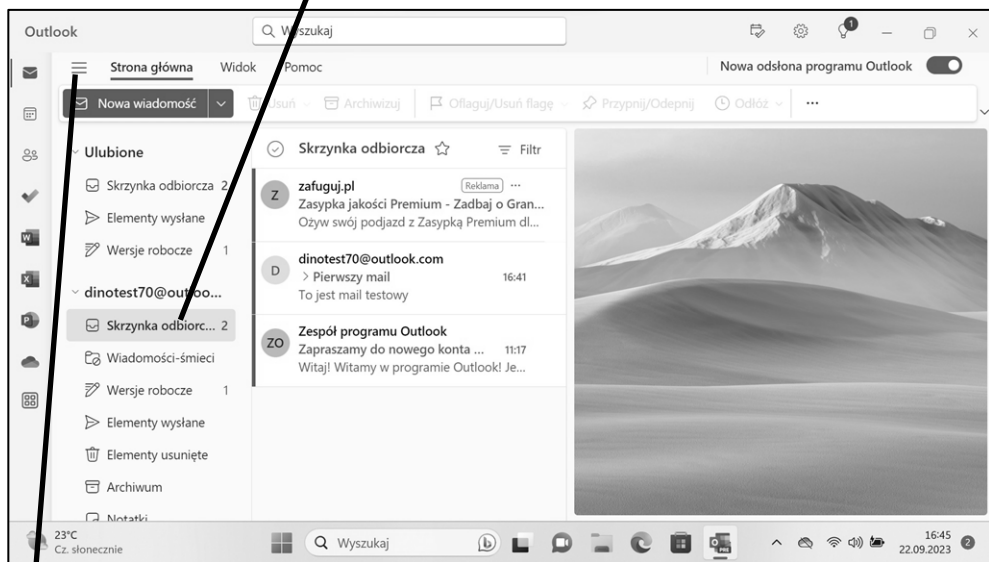 Outlook
Wyszukaj
1
Strona główna Widok Pomoc
Nowa odsłona programu Outlook
Nowa wiadomość Usuń Archiwizuj Oflaguj/Usuń flagę Przypnij/Odepnij Odłóż ...
Ulubione
Skrzynka odbiorcza 2
Elementy wysłane
Wersje robocze 1
dinotest70@outloo...
Skrzynka odbiorc... 2
Wiadomości-śmieci
Wersje robocze 1
Elementy wysłane
Elementy usunięte
Archiwum
Notatki
Skrzynka odbiorcza Filtr
Z
zafuguj.pl Reklama ...
Zasypka jakości Premium - Zadbaj o Gran...
Ożyw swój podjazd z Zasypką Premium dl...
D
dinotest70@outlook.com
> Pierwszy mail 16:41
To jest mail testowy
ZO
Zespół programu Outlook
Zapraszamy do nowego konta ... 11:17
Witaj! Witamy w programie Outlook! Je...
23°C
Cz. słonecznie
Wyszukaj
PRE
16:45
22.09.2023
2